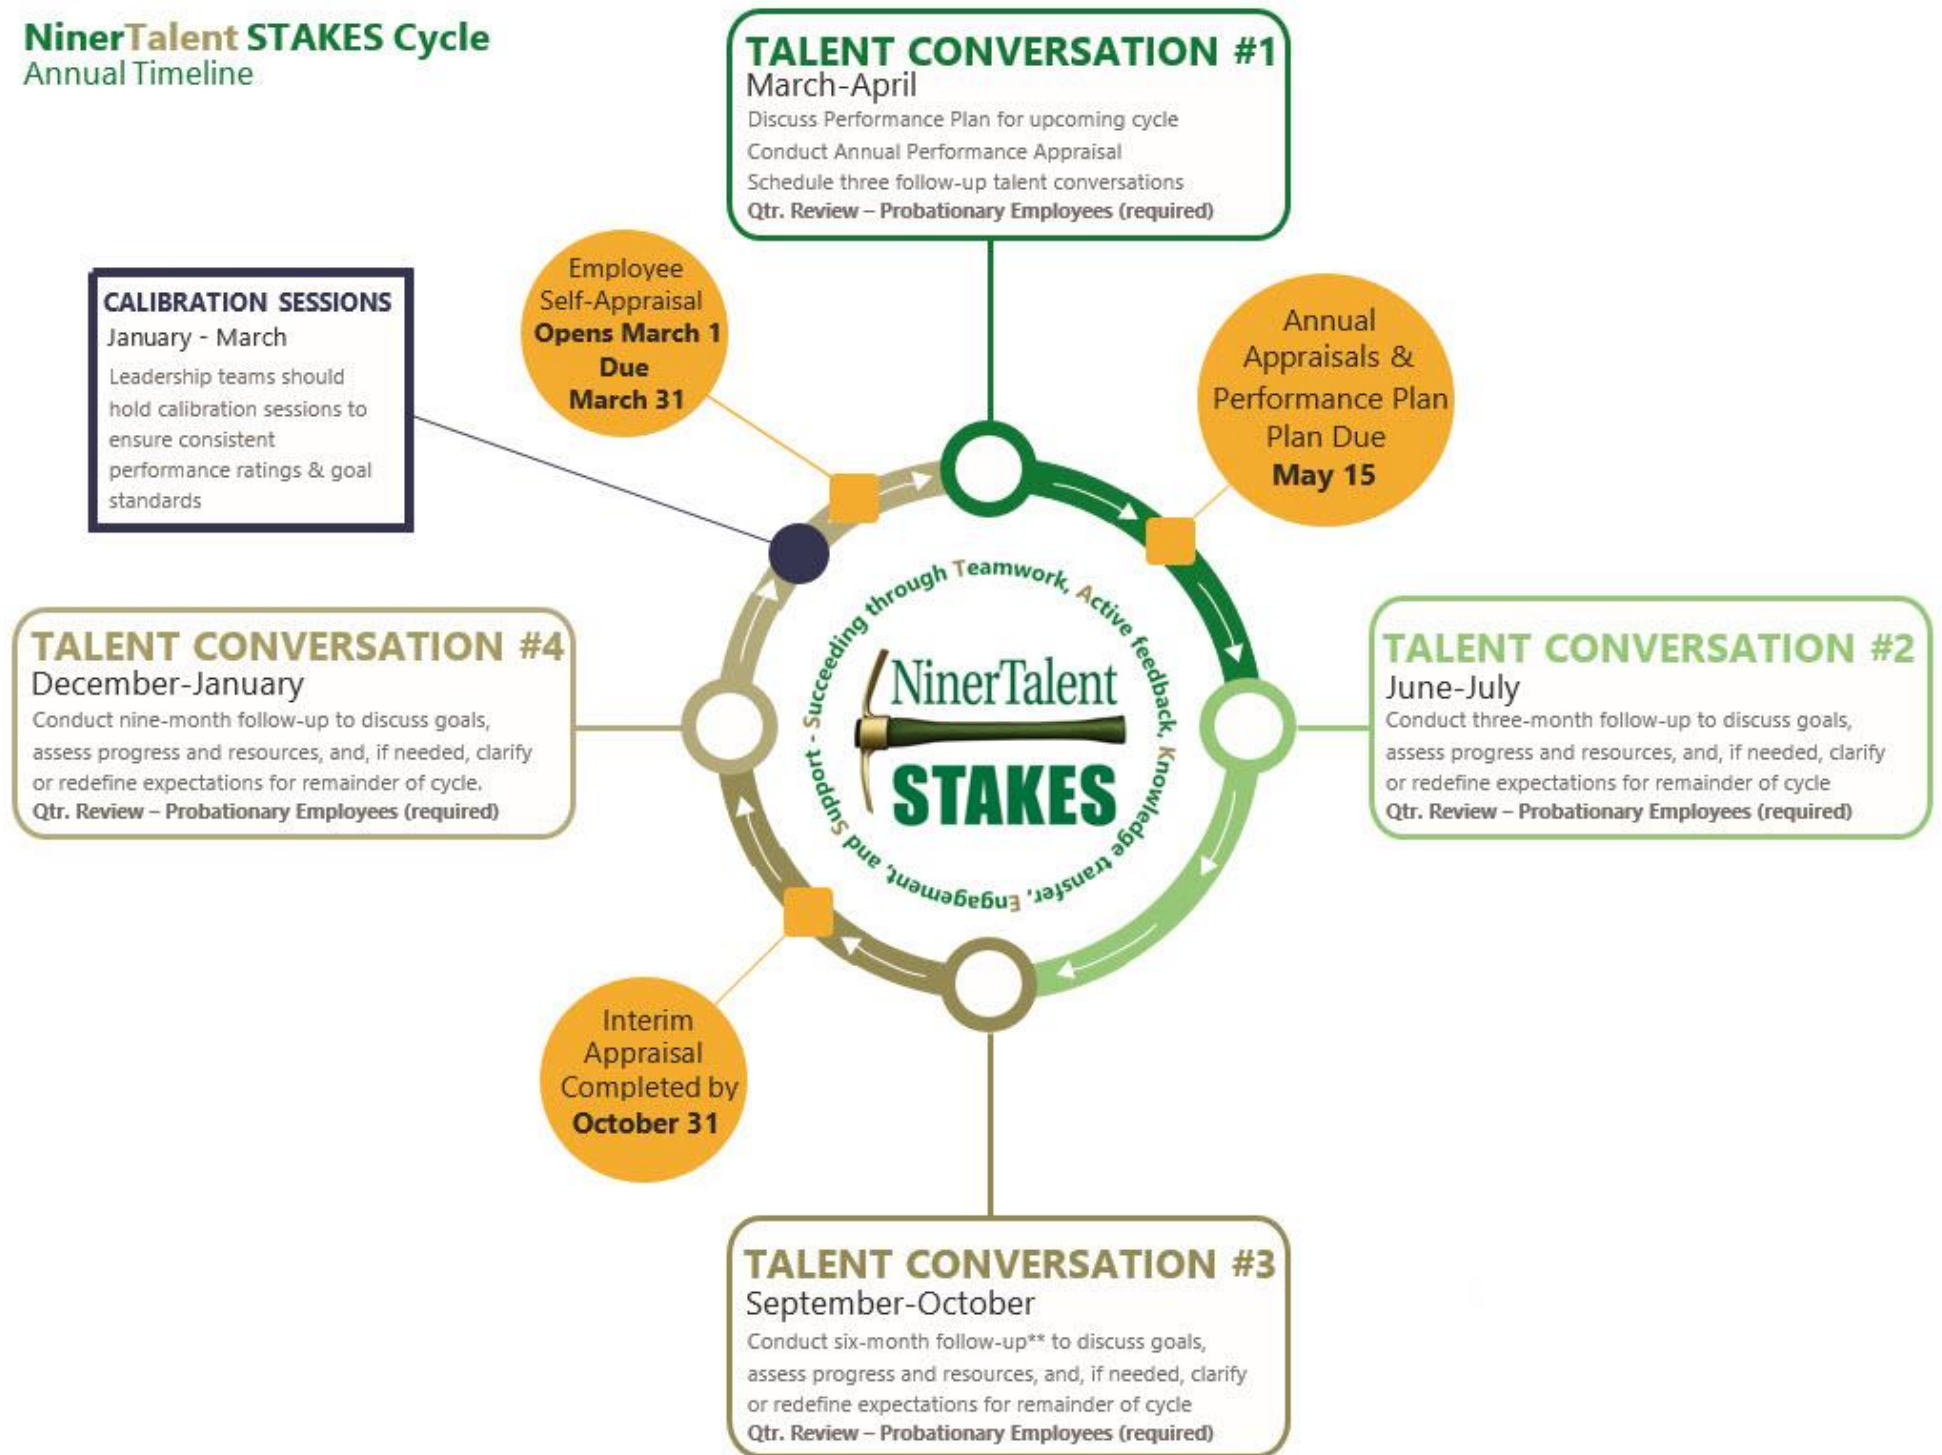 NinerTalent STAKES Cycle
Annual Timeline
TALENT CONVERSATION #1
March-April
Discuss Performance Plan for upcoming cycle
Conduct Annual Performance Appraisal
Schedule three follow-up talent conversations
Qtr. Review – Probationary Employees (required)
Employee
Self-Appraisal
Opens March 1
Due
March 31
CALIBRATION SESSIONS
January - March
Leadership teams should
hold calibration sessions to
ensure consistent
performance ratings & goal
standards
Annual
Appraisals &
Performance Plan
Plan Due
May 15
TALENT CONVERSATION #4
December-January
Conduct nine-month follow-up to discuss goals,
assess progress and resources, and, if needed, clarify
or redefine expectations for remainder of cycle.
Qtr. Review – Probationary Employees (required)
Succeeding through Teamwork, Active feedback, Knowledge transfer, Engagement, and Support -
NinerTalent
STAKES
TALENT CONVERSATION #2
June-July
Conduct three-month follow-up to discuss goals,
assess progress and resources, and, if needed, clarify
or redefine expectations for remainder of cycle
Qtr. Review – Probationary Employees (required)
Interim
Appraisal
Completed by
October 31
TALENT CONVERSATION #3
September-October
Conduct six-month follow-up** to discuss goals,
assess progress and resources, and, if needed, clarify
or redefine expectations for remainder of cycle
Qtr. Review – Probationary Employees (required)